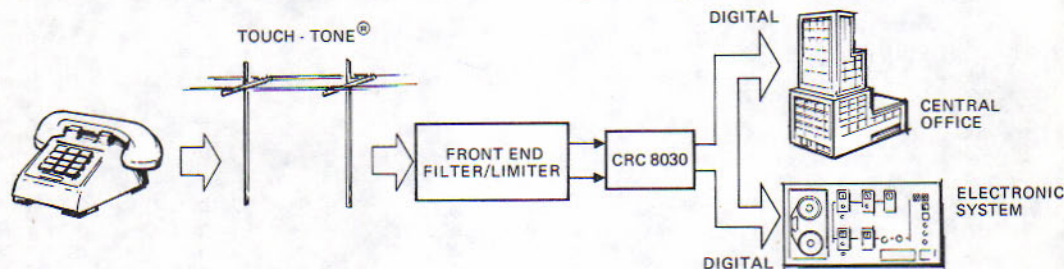 TOUCH - TONE®
FRONT END
FILTER/LIMITER
CRC 8030
DIGITAL
CENTRAL
OFFICE
ELECTRONIC
SYSTEM
DIGITAL